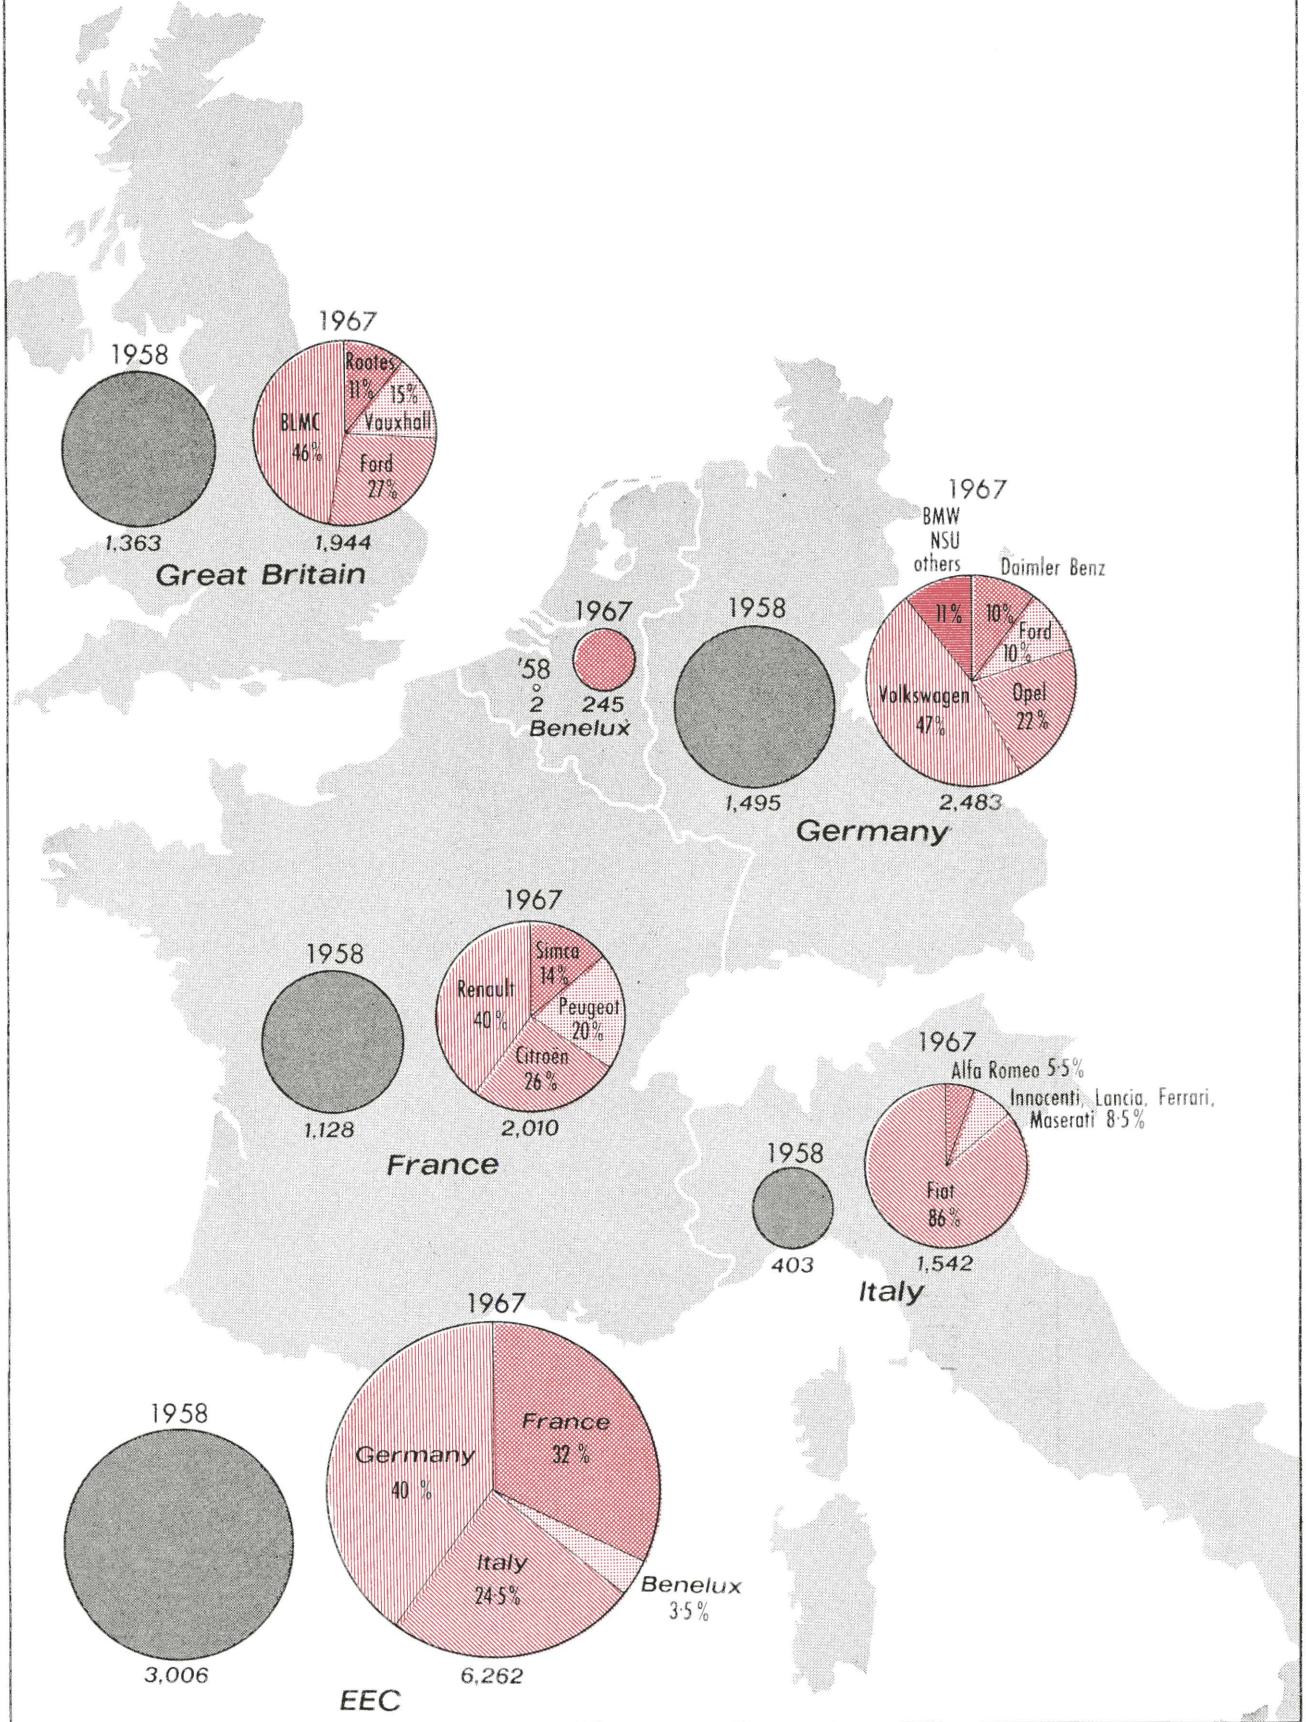 1967
1958
Rootes
11%
15%
Vauxhall
BLMC
46%
Ford
27%
1,363
1,944
Great Britain
1967
BMW
NSU
others
Daimler Benz
11%
10%
Ford
10%
Volkswagen
47%
Opel
22%
1958
1,495
2,483
Germany
1967
'58
2
245
Benelux
1967
1958
Simca
14%
Renault
40%
Peugeot
20%
Citroën
26%
1,128
2,010
France
1967
Alfa Romeo 5·5%
Innocenti, Lancia, Ferrari,
Maserati 8·5%
1958
Fiat
86%
403
1,542
Italy
1967
1958
France
32 %
Germany
40 %
Italy
24·5%
Benelux
3·5%
3,006
6,262
EEC